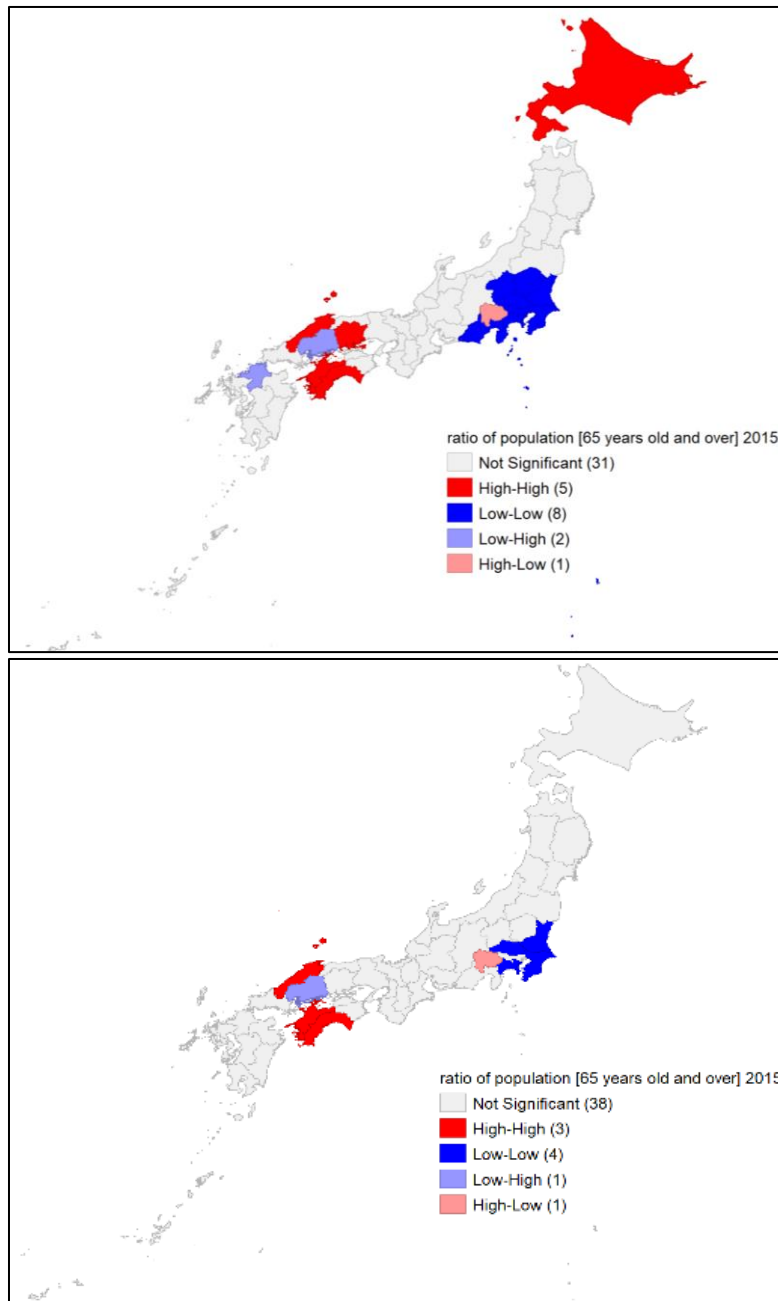 ratio of population [65 years old and over] 2015
Not Significant (31)
High-High (5)
Low-Low (8)
Low-High (2)
High-Low (1)
ratio of population [65 years old and over] 2015
Not Significant (38)
High-High (3)
Low-Low (4)
Low-High (1)
High-Low (1)